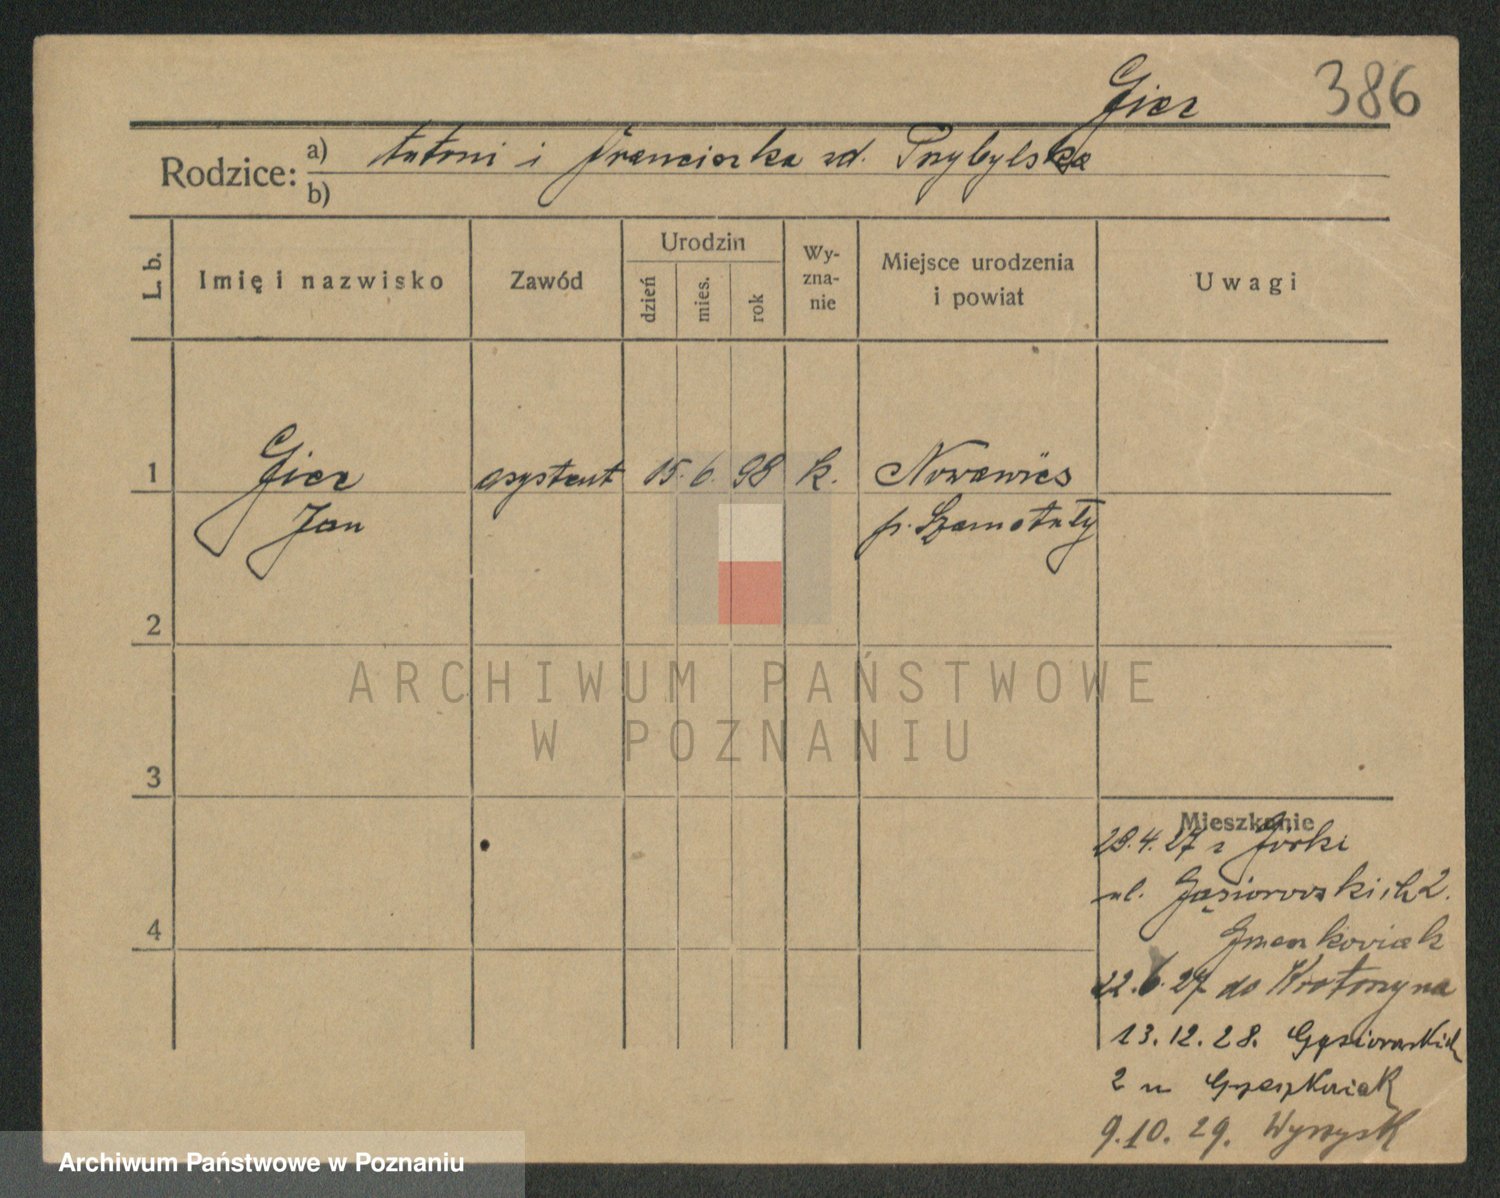 Gier
386
Rodzice:
a) Antoni i Franciszka zd. Przybylska
b)
L. b.
Imię i nazwisko
Zawód
Urodzin
dzień
mies.
rok
Wy-
zna-
nie
Miejsce urodzenia
i powiat
Uwagi
1
Gier
Jan
asystent
15. 6. 98
k.
Nowawieś
p. Szamotuły
2
3
4
ARCHIWUM PAŃSTWOWE
W POZNANIU
Mieszkanie
29.4.27 z Górki
ul. Gąsiorowskich 2.
22.6.27 do Krotoszyna
13.12.28. Gąsiorowskich
2 u
9.10.29. Wyrzysk
Archiwum Państwowe w Poznaniu